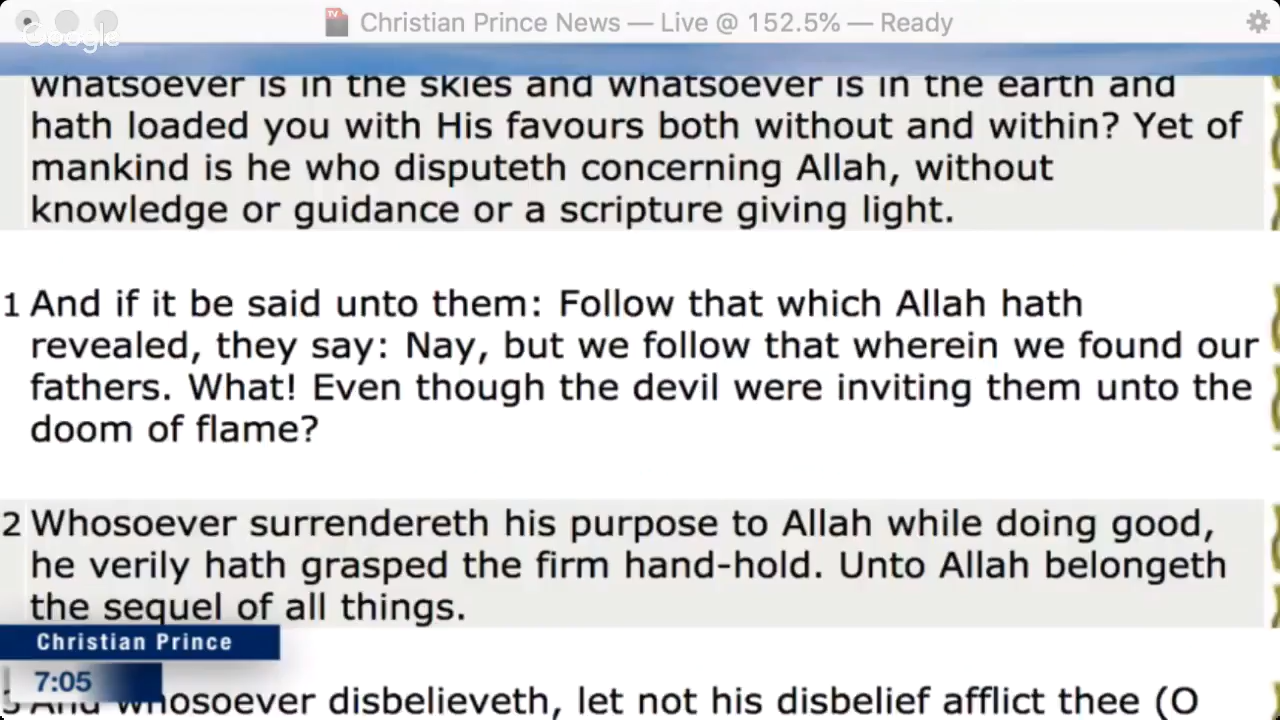 Christian Prince News — Live @ 152.5% — Ready
Google
whatsoever is in the skies and whatsoever is in the earth and
hath loaded you with His favours both without and within? Yet of
mankind is he who disputeth concerning Allah, without
knowledge or guidance or a scripture giving light.
1 And if it be said unto them: Follow that which Allah hath
revealed, they say: Nay, but we follow that wherein we found our
fathers. What! Even though the devil were inviting them unto the
doom of flame?
2 Whosoever surrendereth his purpose to Allah while doing good,
he verily hath grasped the firm hand-hold. Unto Allah belongeth
the sequel of all things.
Christian Prince
7:05
3 And whosoever disbelieveth, let not his disbelief afflict thee (O